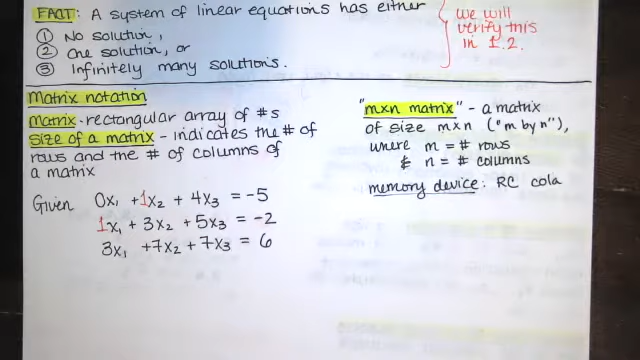 FACT: A system of linear equations has either
① No solution,
② One solution, or
③ Infinitely many solutions.
we will
verify this
in 1.2.
Matrix notation
matrix - rectangular array of #s
size of a matrix - indicates the # of
rows and the # of columns of
a matrix
"m×n matrix" - a matrix
of size m×n ("m by n"),
where m = # rows
& n = # columns
memory device: RC cola
Given 0x₁ + 1x₂ + 4x₃ = -5
1x₁ + 3x₂ + 5x₃ = -2
3x₁ + 7x₂ + 7x₃ = 6